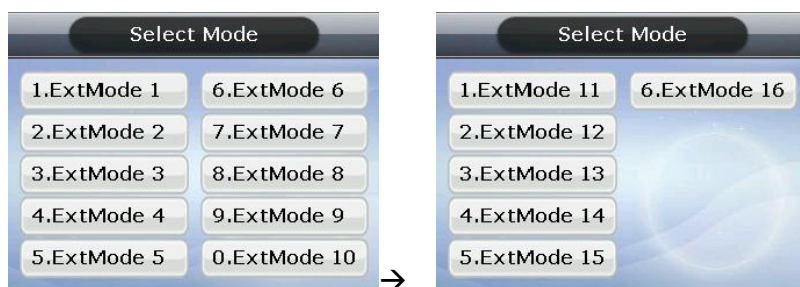 Select Mode
1.ExtMode 1
6.ExtMode 6
2.ExtMode 2
7.ExtMode 7
3.ExtMode 3
8.ExtMode 8
4.ExtMode 4
9.ExtMode 9
5.ExtMode 5
0.ExtMode 10
→
Select Mode
1.ExtMode 11
6.ExtMode 16
2.ExtMode 12
3.ExtMode 13
4.ExtMode 14
5.ExtMode 15